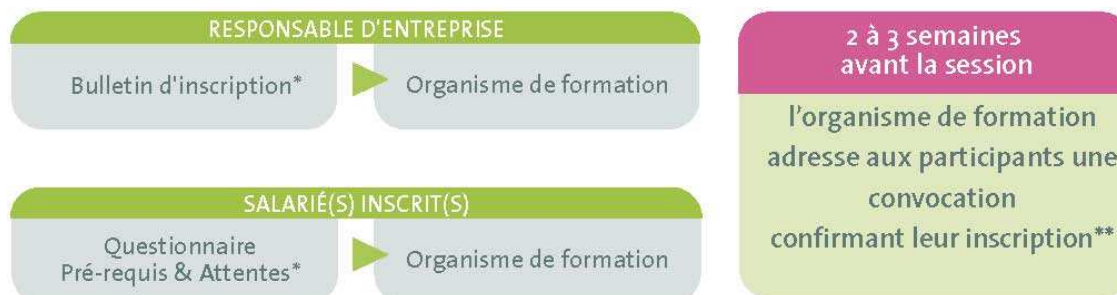 RESPONSABLE D'ENTREPRISE
Bulletin d'inscription*
Organisme de formation
SALARIÉ(S) INSCRIT(S)
Questionnaire
Pré-requis & Attentes*
Organisme de formation
2 à 3 semaines
avant la session
l'organisme de formation
adresse aux participants une
convocation
confirmant leur inscription**